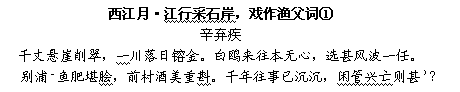 西江月·江行采石岸，戏作渔父词①
辛弃疾
千丈悬崖削翠，一川落日镕金。白鸥来往本无心，选甚风波一任。
别浦鱼肥堪脍，前村酒美重斟。千年往事已沉沉，闲管兴亡则甚？